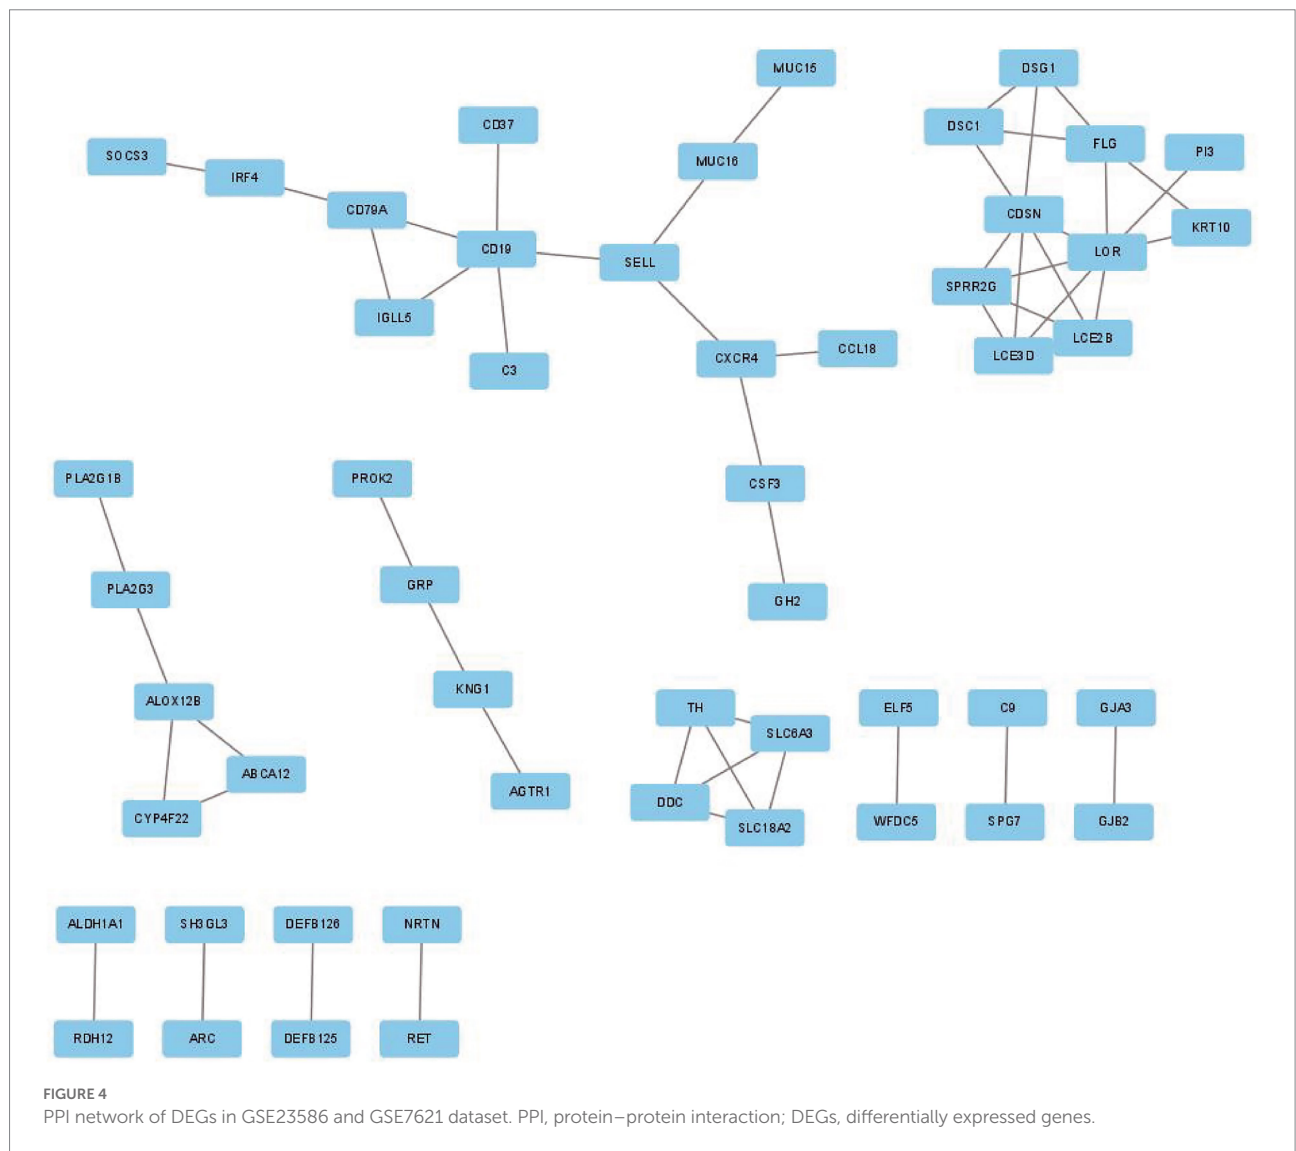 MUC15
DSG1
CD37
DSC1
FLG
SOCS3
MUC16
PI3
IRF4
CD79A
CDSN
KRT10
CD19
SELL
LOR
SPRR2G
IGLL5
LCE2B
CXCR4
CCL18
LCE3D
C3
PLA2G1B
PROK2
CSF3
PLA2G3
GRP
GH2
ALOX12B
KNG1
TH
ELF5
C9
GJA3
SLC6A3
ABCA12
AGTR1
DDC
CYP4F22
SLC18A2
WFDC5
SPG7
GJB2
ALDH1A1
SH3GL3
DEFB126
NRTN
RDH12
ARC
DEFB125
RET
FIGURE 4
PPI network of DEGs in GSE23586 and GSE7621 dataset. PPI, protein–protein interaction; DEGs, differentially expressed genes.